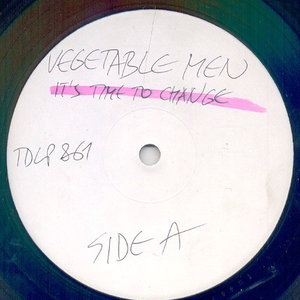 VEGETABLE MEN
IT'S TIME TO CHANGE
TDLP 861
SIDE A